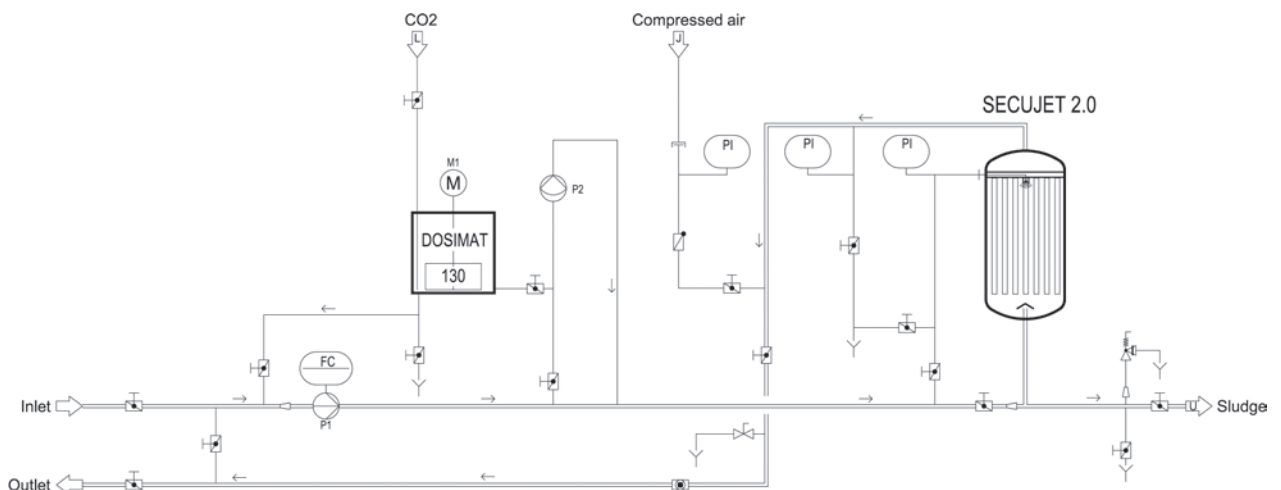 CO2
Compressed air
L
J
SECUJET 2.0
PI
PI
PI
M1
M
P2
DOSIMAT
130
FC
Inlet
P1
U
Sludge
Outlet